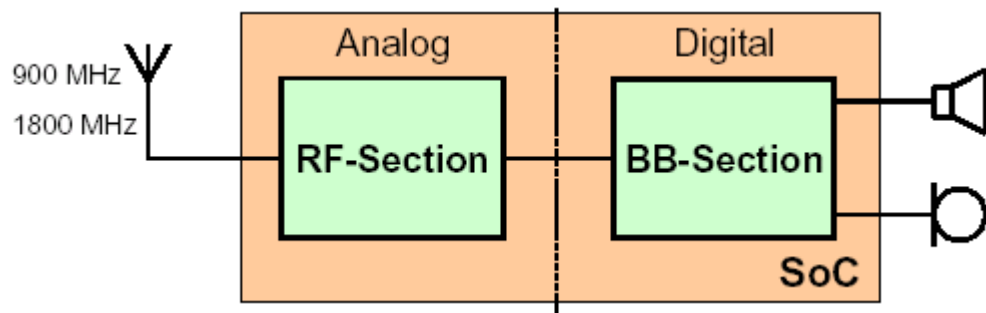 Analog
Digital
900 MHz
1800 MHz
RF-Section
BB-Section
SoC